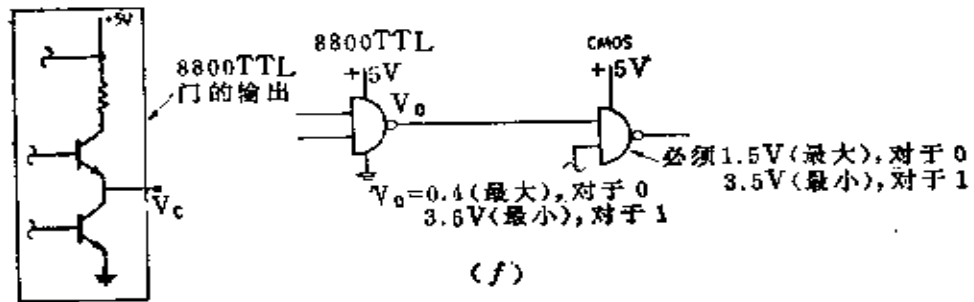 +5V
8800TTL
门的输出
Vc
8800TTL
+5V
V₀
V₀=0.4(最大),对于 0
3.6V(最小),对于 1
CMOS
+5V
必须1.5V(最大),对于 0
3.5V(最小),对于 1
(f)